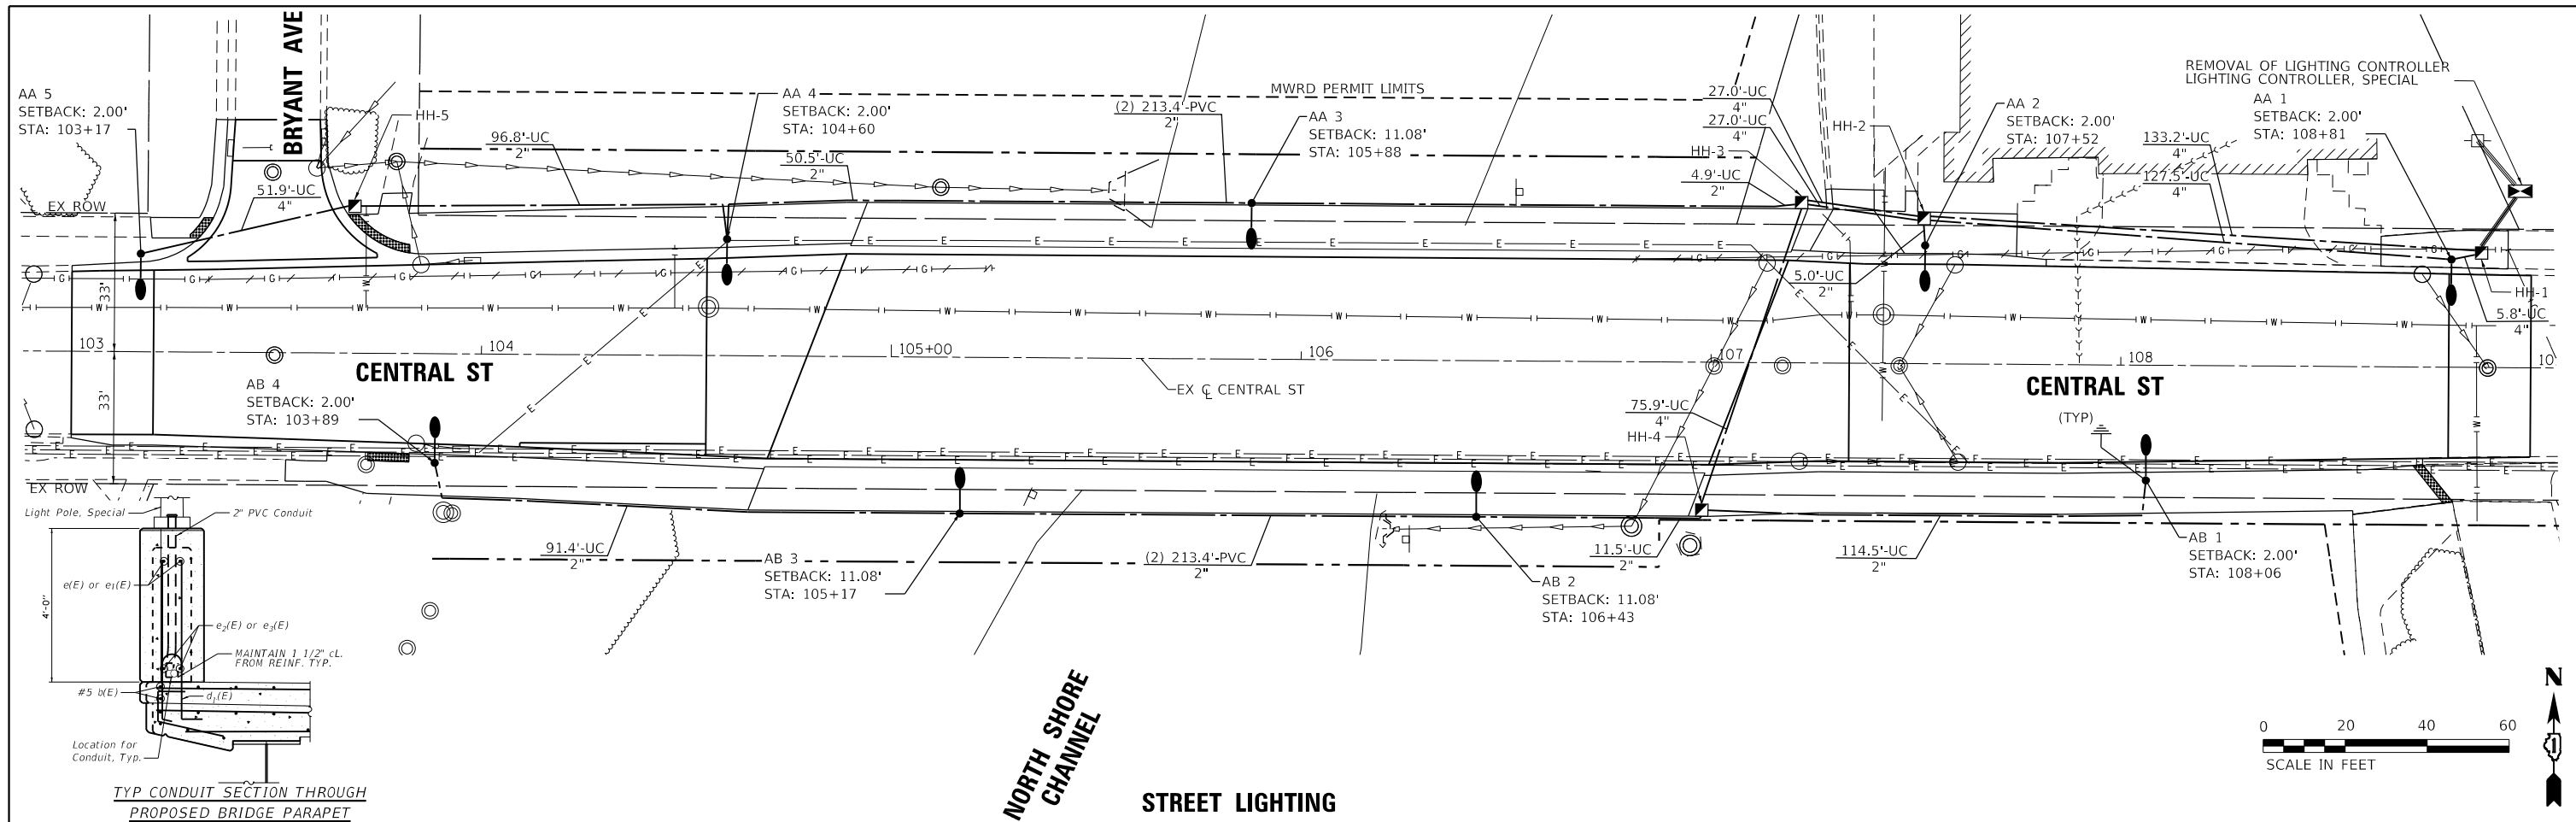 BRYANT AVE
AA 5
SETBACK: 2.00'
STA: 103+17
HH-5
96.8'-UC
2"
51.9'-UC
4"
EX ROW
AA 4
SETBACK: 2.00'
STA: 104+60
50.5'-UC
2"
MWRD PERMIT LIMITS
(2) 213.4'-PVC
2"
AA 3
SETBACK: 11.08'
STA: 105+88
27.0'-UC
4"
27.0'-UC
4"
HH-3
4.9'-UC
2"
HH-2
AA 2
SETBACK: 2.00'
STA: 107+52
133.2'-UC
4"
127.5'-UC
4"
REMOVAL OF LIGHTING CONTROLLER
LIGHTING CONTROLLER, SPECIAL
AA 1
SETBACK: 2.00'
STA: 108+81
5.0'-UC
2"
HH-1
5.8'-UC
4"
33'
33'
103
104
105+00
106
107
108
10
CENTRAL ST
EX ℄ CENTRAL ST
CENTRAL ST
(TYP)
AB 4
SETBACK: 2.00'
STA: 103+89
75.9'-UC
4"
HH-4
EX ROW
91.4'-UC
2"
AB 3
SETBACK: 11.08'
STA: 105+17
(2) 213.4'-PVC
2"
11.5'-UC
2"
AB 2
SETBACK: 11.08'
STA: 106+43
114.5'-UC
2"
AB 1
SETBACK: 2.00'
STA: 108+06
Light Pole, Special
2" PVC Conduit
e(E) or e₁(E)
4'-0"
e₂(E) or e₃(E)
MAINTAIN 1 1/2" cL.
FROM REINF. TYP.
#5 b(E)
d₁(E)
Location for
Conduit, Typ.
TYP CONDUIT SECTION THROUGH
PROPOSED BRIDGE PARAPET
NORTH SHORE
CHANNEL
STREET LIGHTING
N
0 20 40 60
SCALE IN FEET